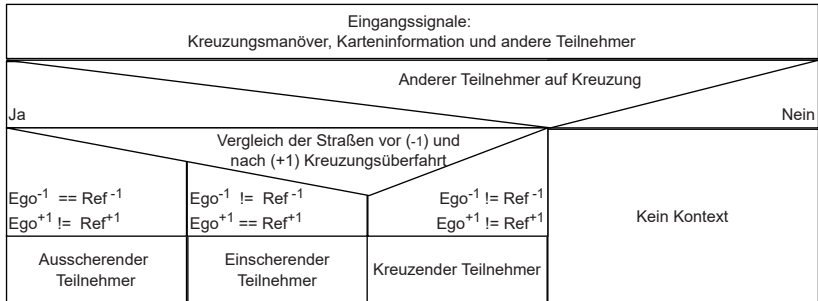 Eingangssignale:
Kreuzungsmanöver, Karteninformation und andere Teilnehmer
Anderer Teilnehmer auf Kreuzung
Ja
Nein
Vergleich der Straßen vor (-1) und
nach (+1) Kreuzungsüberfahrt
Ego⁻¹ == Ref⁻¹
Ego⁺¹ != Ref⁺¹
Ego⁻¹ != Ref⁻¹
Ego⁺¹ == Ref⁺¹
Ego⁻¹ != Ref⁻¹
Ego⁺¹ != Ref⁺¹
Kein Kontext
Ausscherender
Teilnehmer
Einscherender
Teilnehmer
Kreuzender Teilnehmer